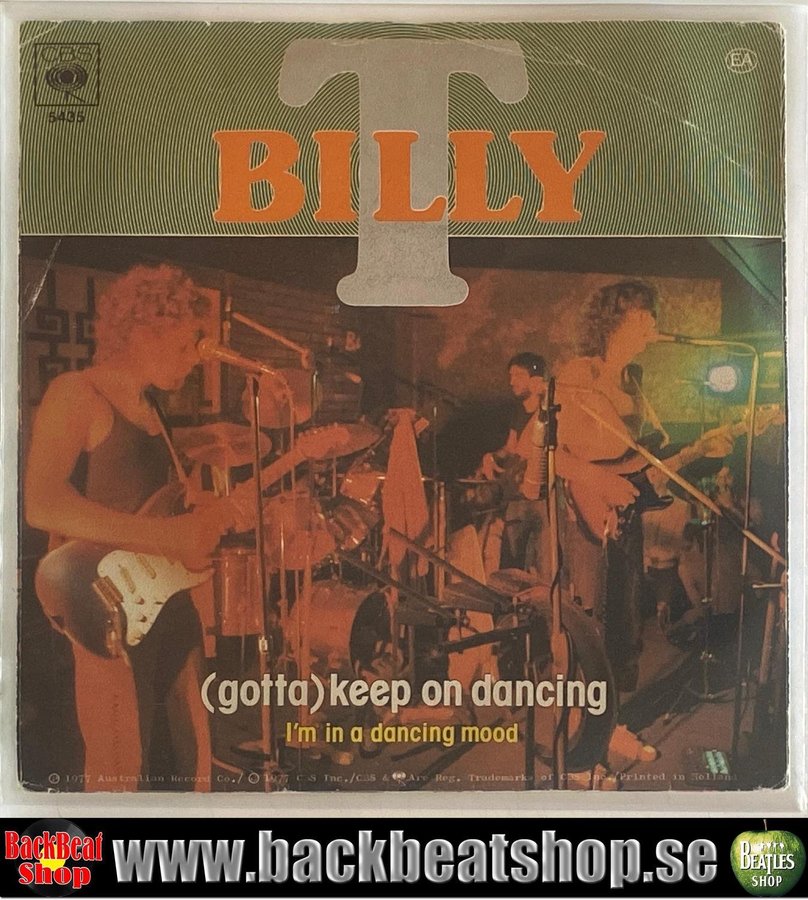 CBS
5435
EA
T
BILLY
(gotta) keep on dancing
I'm in a dancing mood
© 1977 Australian Record Co./ © 1977 CBS Inc./CBS & Are Reg. Trademarks of CBS Inc./Printed in Holland
BackBeat
Shop
www.backbeatshop.se
BEATLES
SHOP